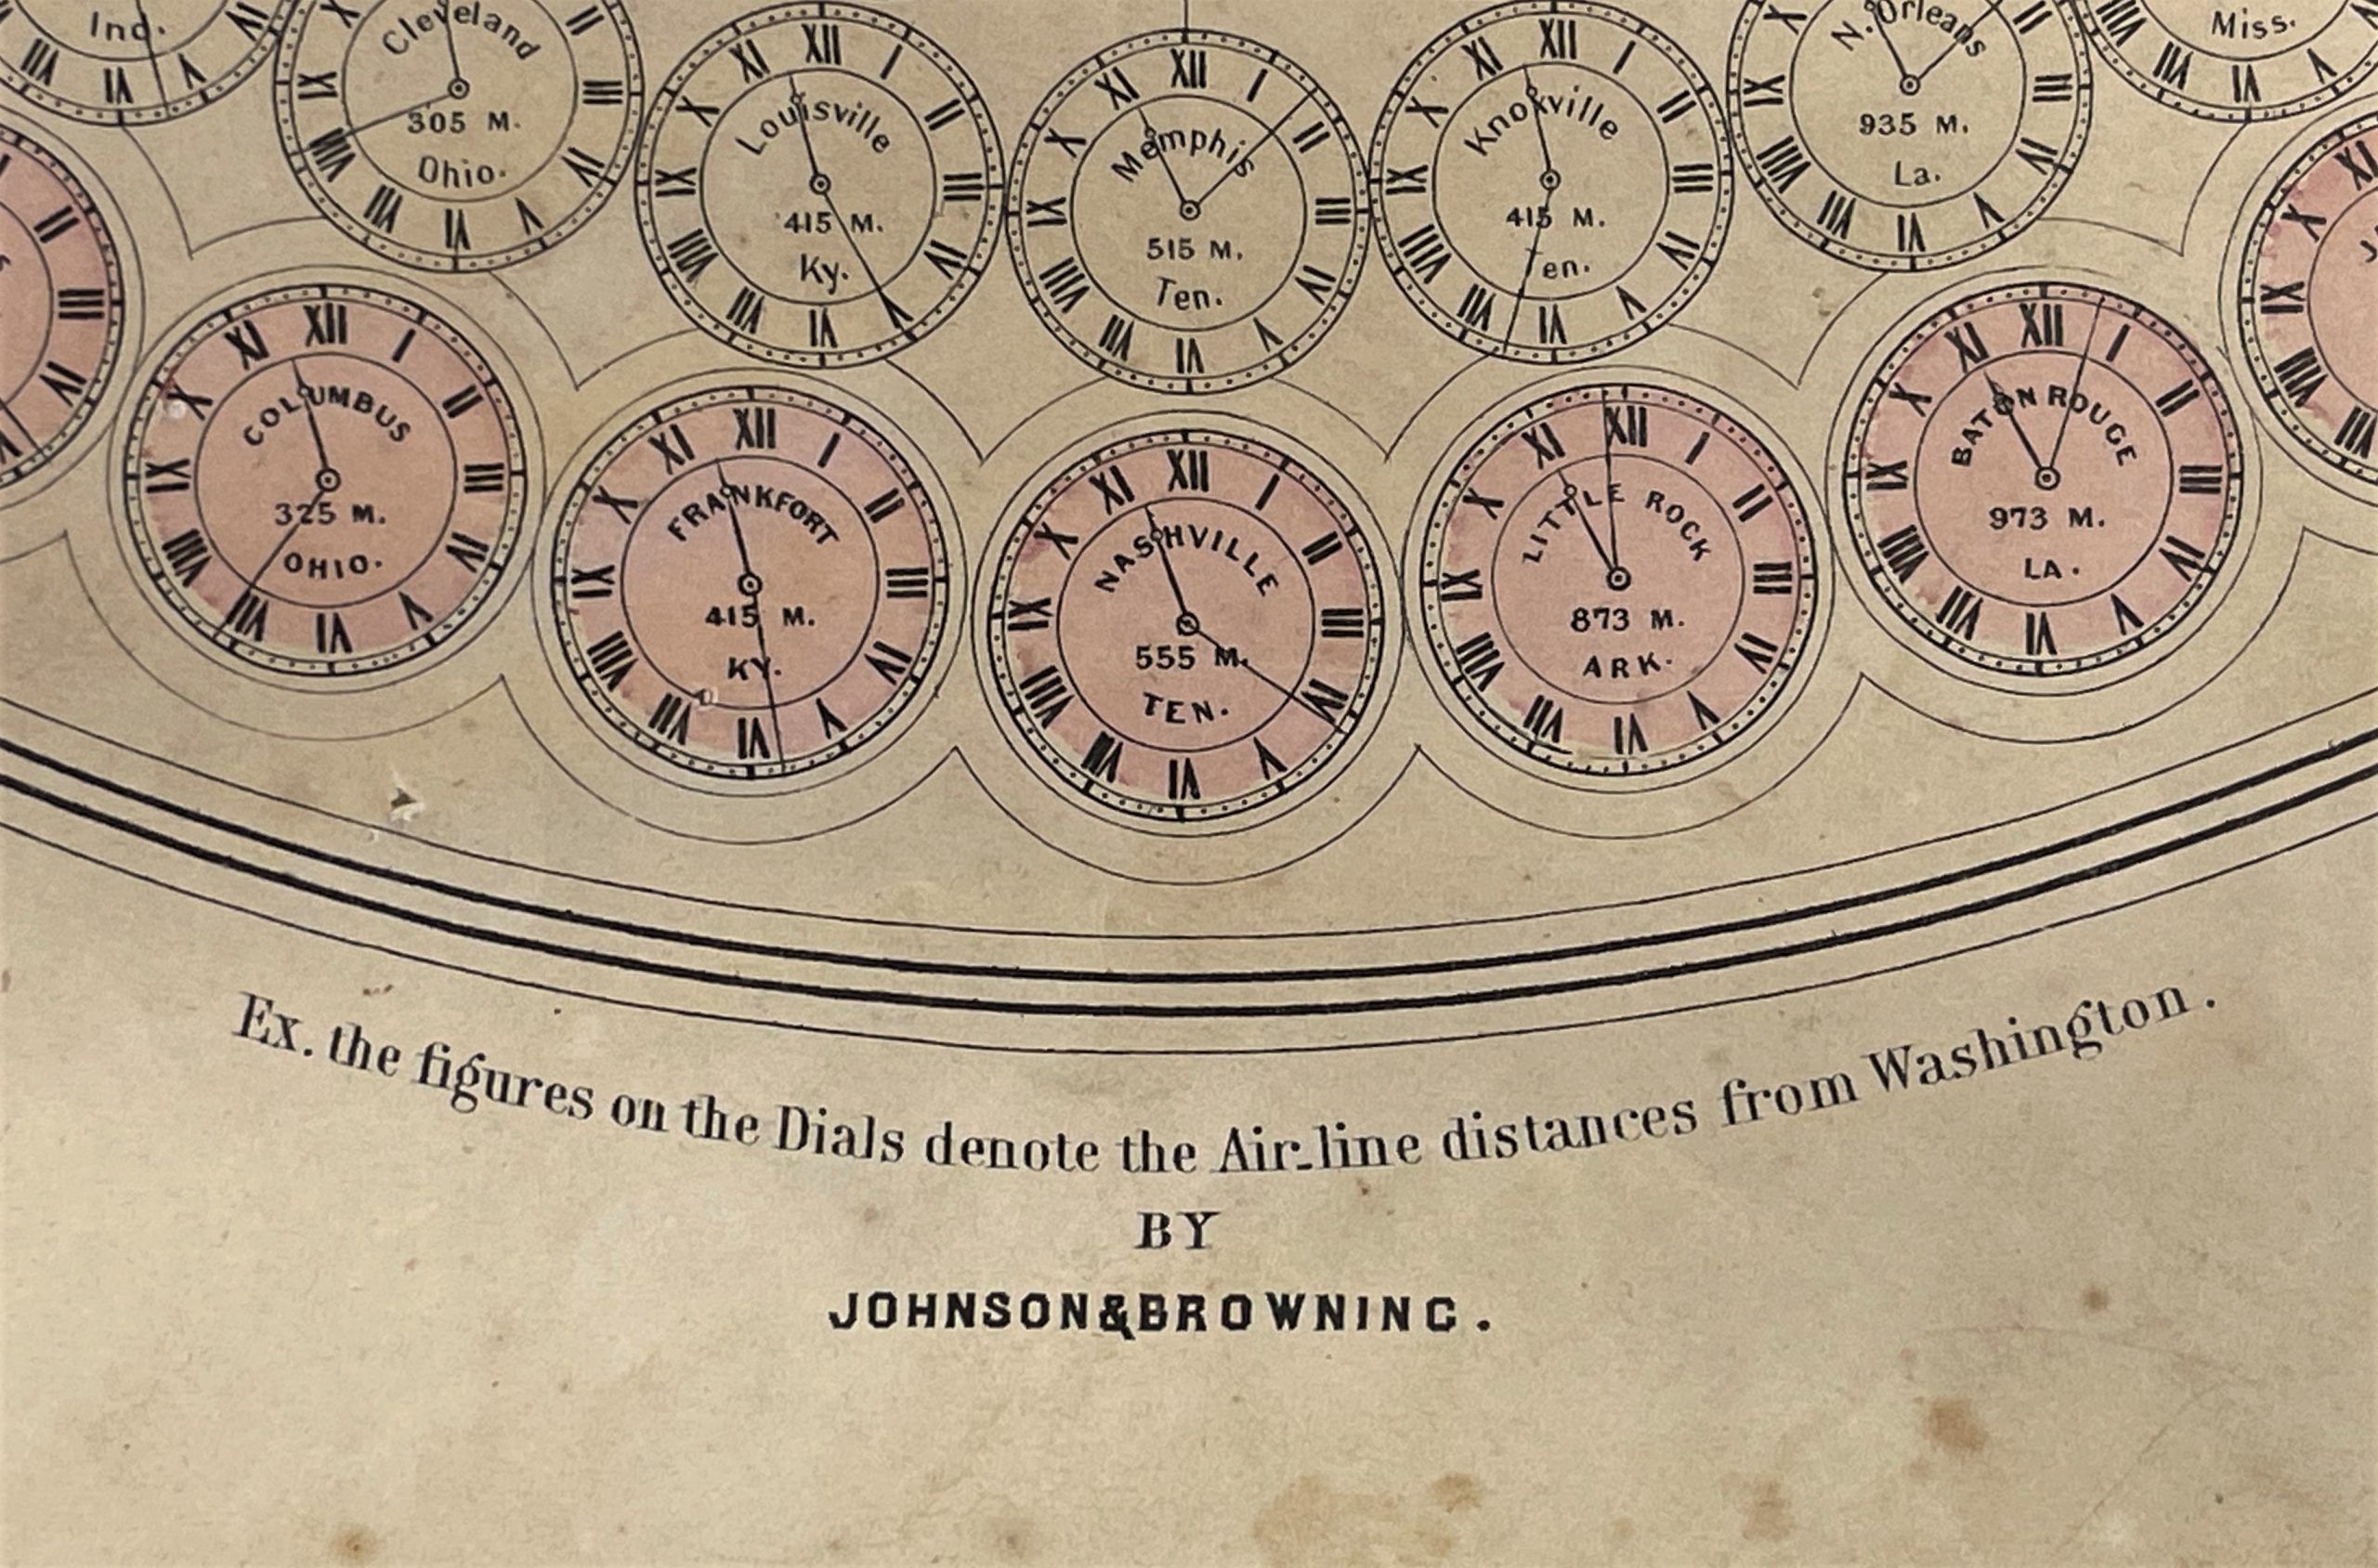 Ind.
Cleveland
305 M.
Ohio.
Louisville
415 M.
Ky.
Memphis
515 M.
Ten.
Knoxville
415 M.
Ten.
N. Orleans
935 M.
La.
Miss.
COLUMBUS
325 M.
OHIO.
FRANKFORT
415 M.
KY.
NASHVILLE
555 M.
TEN.
LITTLE ROCK
873 M.
ARK.
BATON ROUGE
973 M.
LA.
Ex. the figures on the Dials denote the Air-line distances from Washington.
BY
JOHNSON & BROWNING.